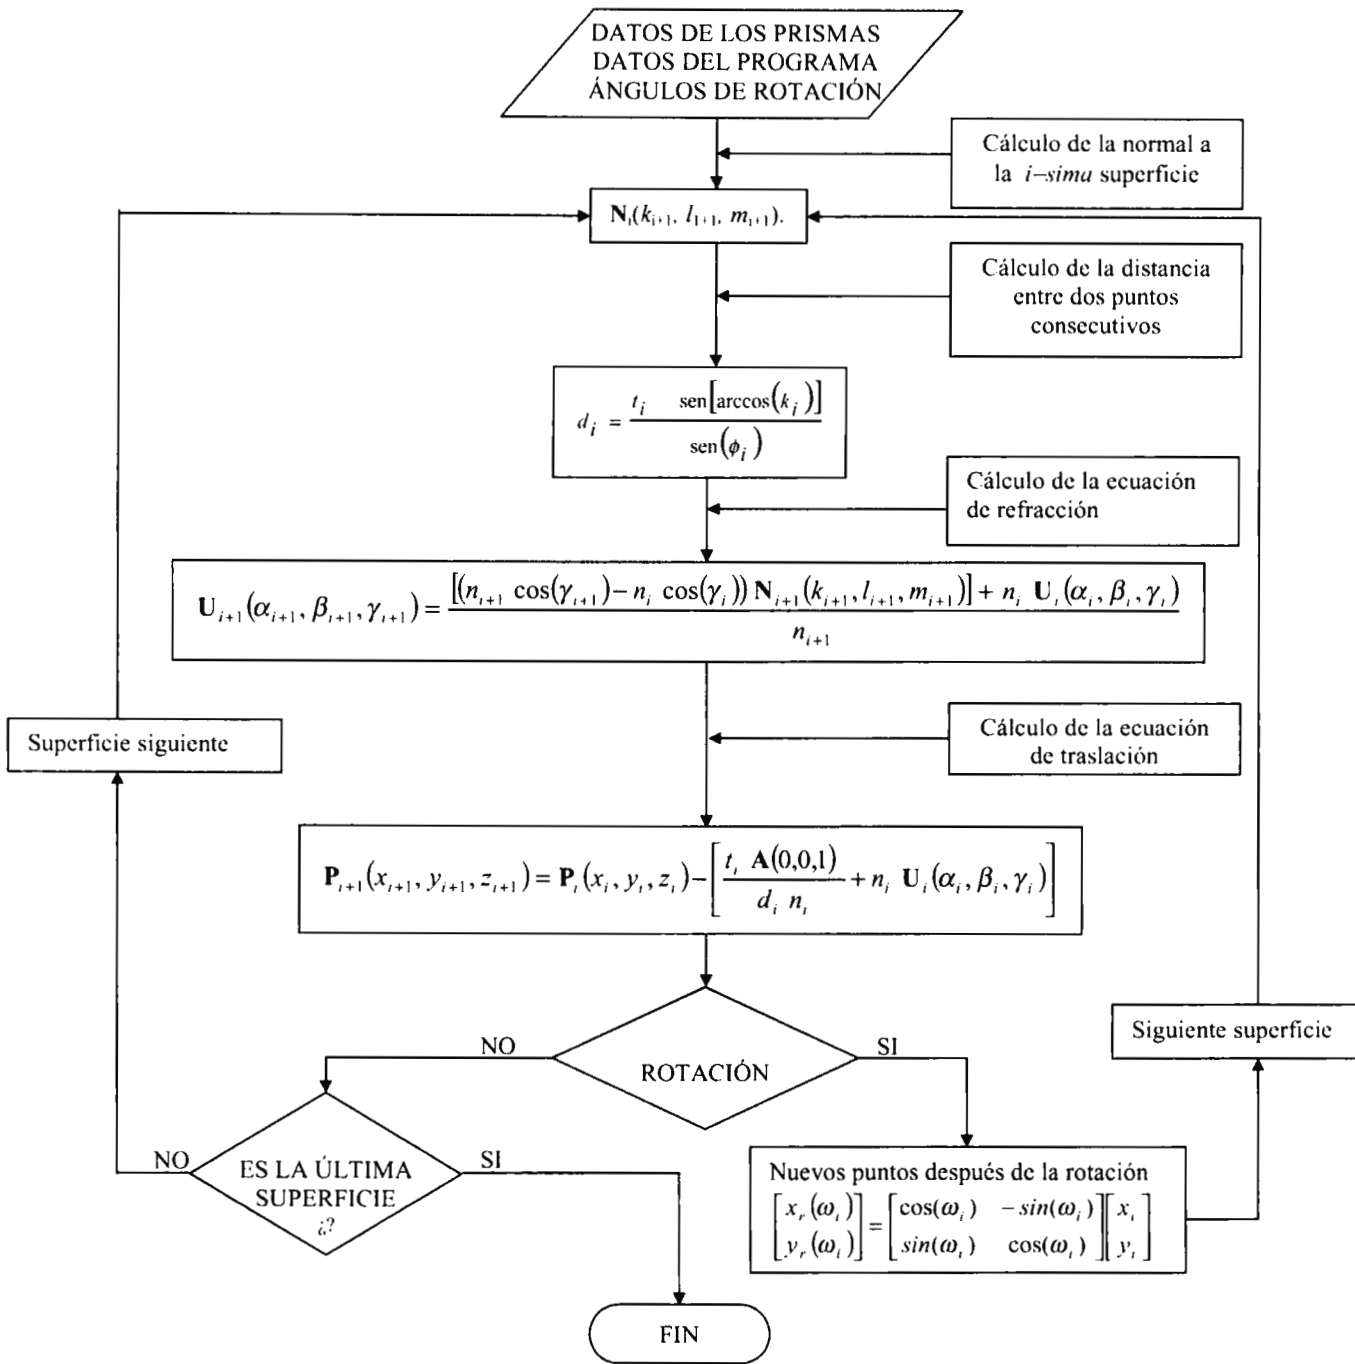 DATOS DE LOS PRISMAS
DATOS DEL PROGRAMA
ÁNGULOS DE ROTACIÓN
Cálculo de la normal a
la i–sima superficie
N_i(k_{i+1}, l_{1+1}, m_{i+1}).
Cálculo de la distancia
entre dos puntos
consecutivos
d_i = \frac{t_i sen[arccos(k_i)]}{sen(ϕ_i)}
Cálculo de la ecuación
de refracción
U_{i+1}(α_{i+1}, β_{i+1}, γ_{i+1}) = \frac{[(n_{i+1} cos(γ_{i+1}) − n_i cos(γ_i)) N_{i+1}(k_{i+1}, l_{i+1}, m_{i+1})] + n_i U_i(α_i, β_i, γ_i)}{n_{i+1}}
Superficie siguiente
Cálculo de la ecuación
de traslación
P_{i+1}(x_{i+1}, y_{i+1}, z_{i+1}) = P_i(x_i, y_i, z_i) − [\frac{t_i A(0,0,1)}{d_i n_i} + n_i U_i(α_i, β_i, γ_i)]
Siguiente superficie
NO
ROTACIÓN
SI
NO
ES LA ÚLTIMA
SUPERFICIE
¿?
SI
Nuevos puntos después de la rotación
[x_r(ω_i)] = [cos(ω_i) −sin(ω_i)][x_i]
[y_r(ω_i)] [sin(ω_i) cos(ω_i)][y_i]
FIN